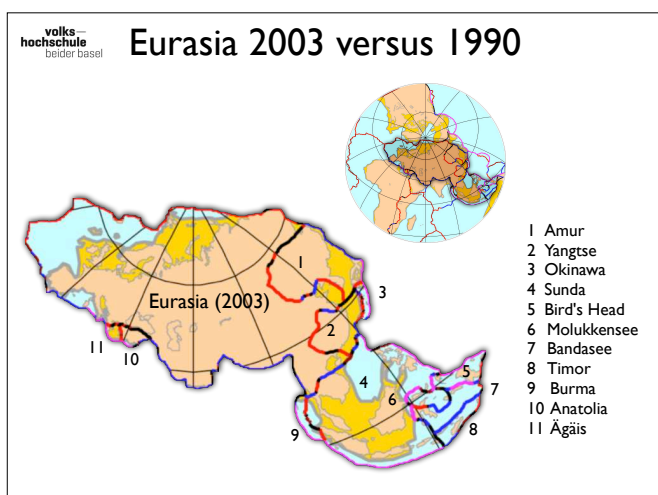 volks—
hochschule
beider basel
Eurasia 2003 versus 1990
Eurasia (2003)
1
2
3
4
5
6
7
8
9
10
11
1 Amur
2 Yangtse
3 Okinawa
4 Sunda
5 Bird's Head
6 Molukkensee
7 Bandasee
8 Timor
9 Burma
10 Anatolia
11 Ägäis